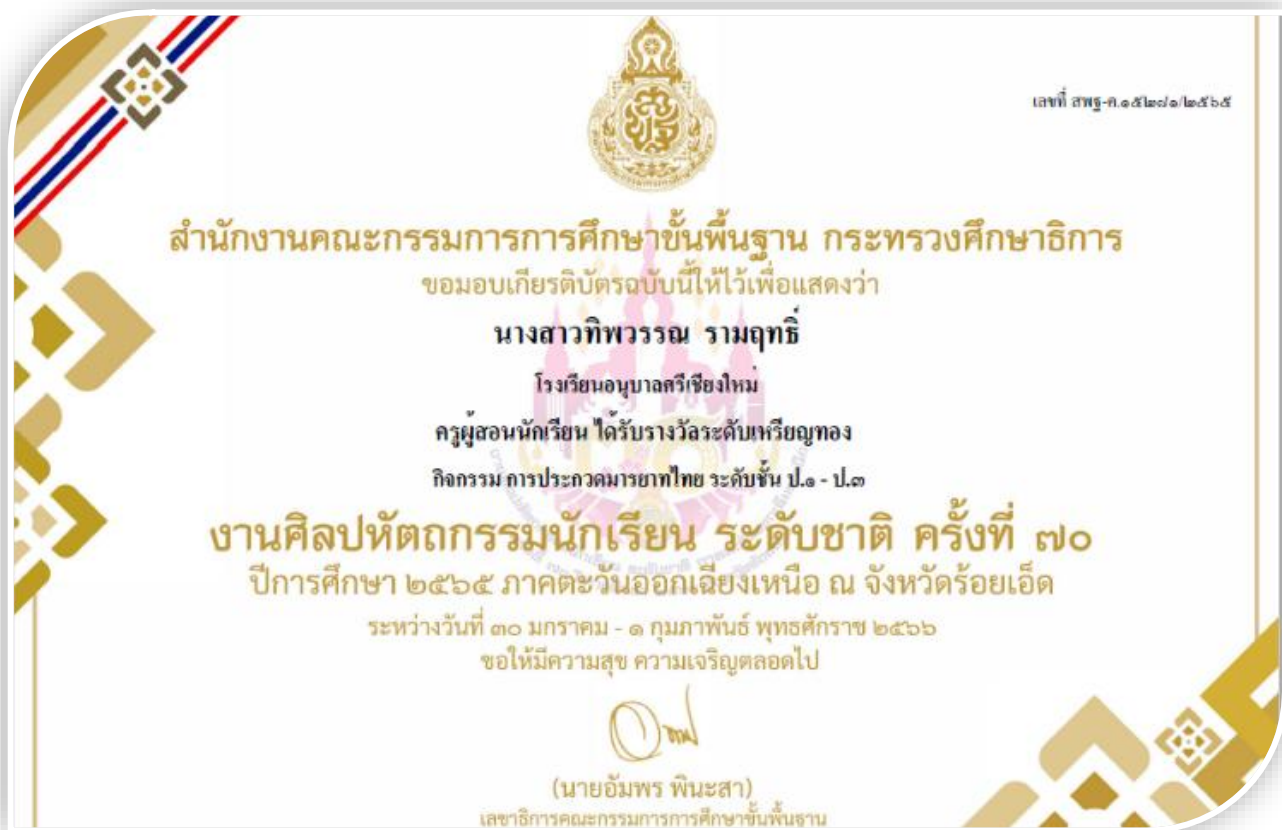 เลขที่ สพฐ-ค.๑๕๒๘๑/๒๕๖๕
สำนักงานคณะกรรมการการศึกษาขั้นพื้นฐาน กระทรวงศึกษาธิการ
ขอมอบเกียรติบัตรฉบับนี้ให้ไว้เพื่อแสดงว่า
นางสาวทิพวรรณ รามฤทธิ์
โรงเรียนอนุบาลศรีเชียงใหม่
ครูผู้สอนนักเรียน ได้รับรางวัลระดับเหรียญทอง
กิจกรรม การประกวดมารยาทไทย ระดับชั้น ป.๑ - ป.๓
งานศิลปหัตถกรรมนักเรียน ระดับชาติ ครั้งที่ ๗๐
ปีการศึกษา ๒๕๖๕ ภาคตะวันออกเฉียงเหนือ ณ จังหวัดร้อยเอ็ด
ระหว่างวันที่ ๓๐ มกราคม - ๑ กุมภาพันธ์ พุทธศักราช ๒๕๖๖
ขอให้มีความสุข ความเจริญตลอดไป
(นายอัมพร พินะสา)
เลขาธิการคณะกรรมการการศึกษาขั้นพื้นฐาน